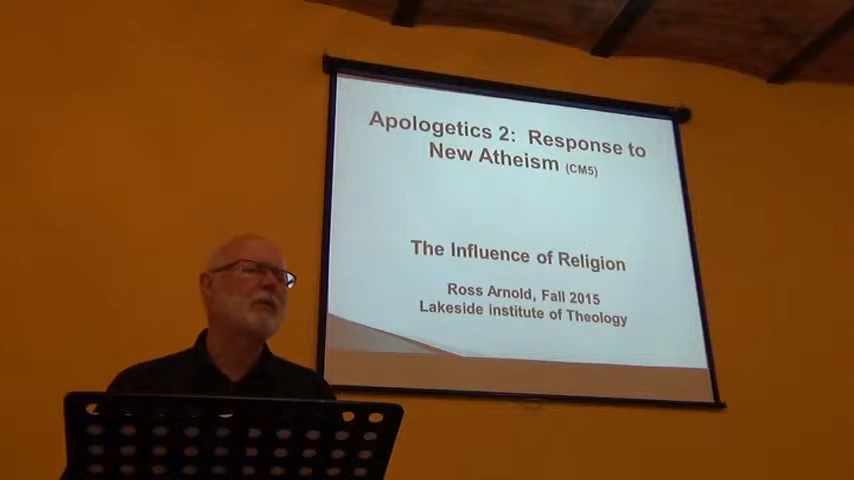 Apologetics 2: Response to
New Atheism (CM5)
The Influence of Religion
Ross Arnold, Fall 2015
Lakeside institute of Theology